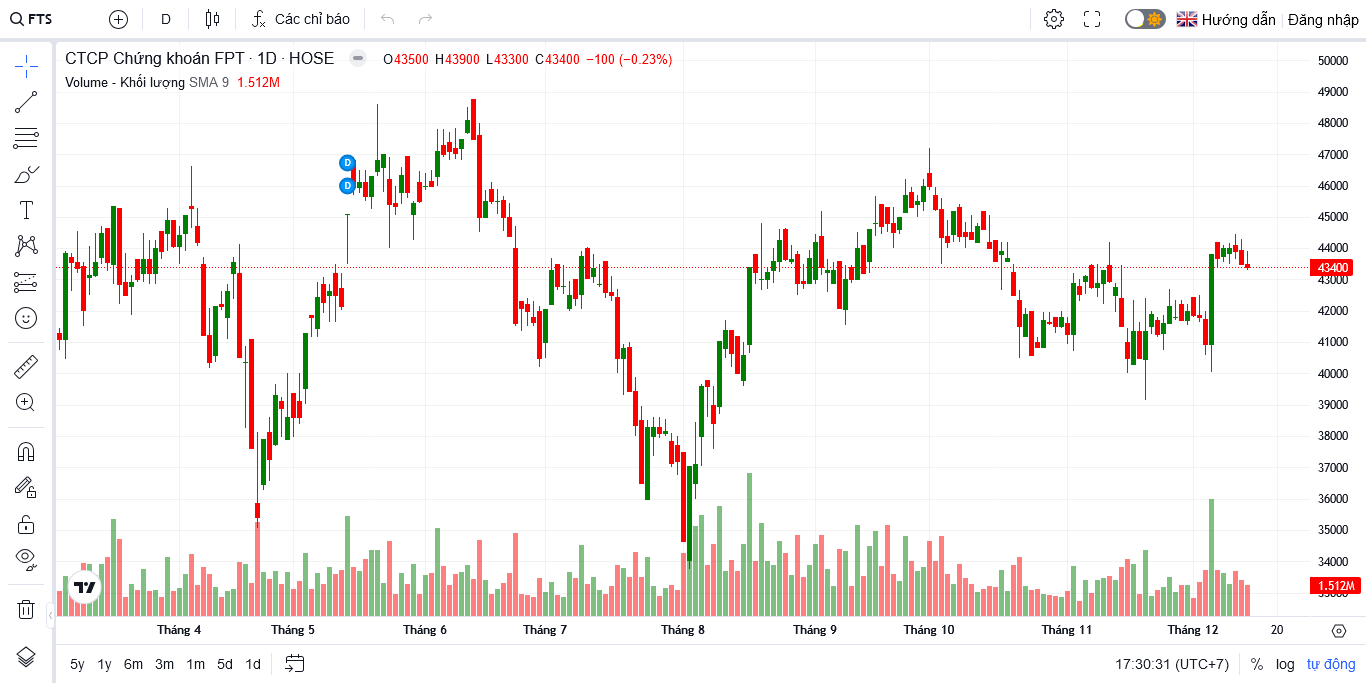 FTS D Các chỉ báo Hướng dẫn Đăng nhập
CTCP Chứng khoán FPT · 1D · HOSE O43500 H43900 L43300 C43400 −100 (−0.23%)
Volume - Khối lượng SMA 9 1.512M
D
D
50000
49000
48000
47000
46000
45000
44000
43400
43000
42000
41000
40000
39000
38000
37000
36000
35000
34000
1.512M
33000
Tháng 4 Tháng 5 Tháng 6 Tháng 7 Tháng 8 Tháng 9 Tháng 10 Tháng 11 Tháng 12 20
5y 1y 6m 3m 1m 5d 1d 17:30:31 (UTC+7) % log tự động